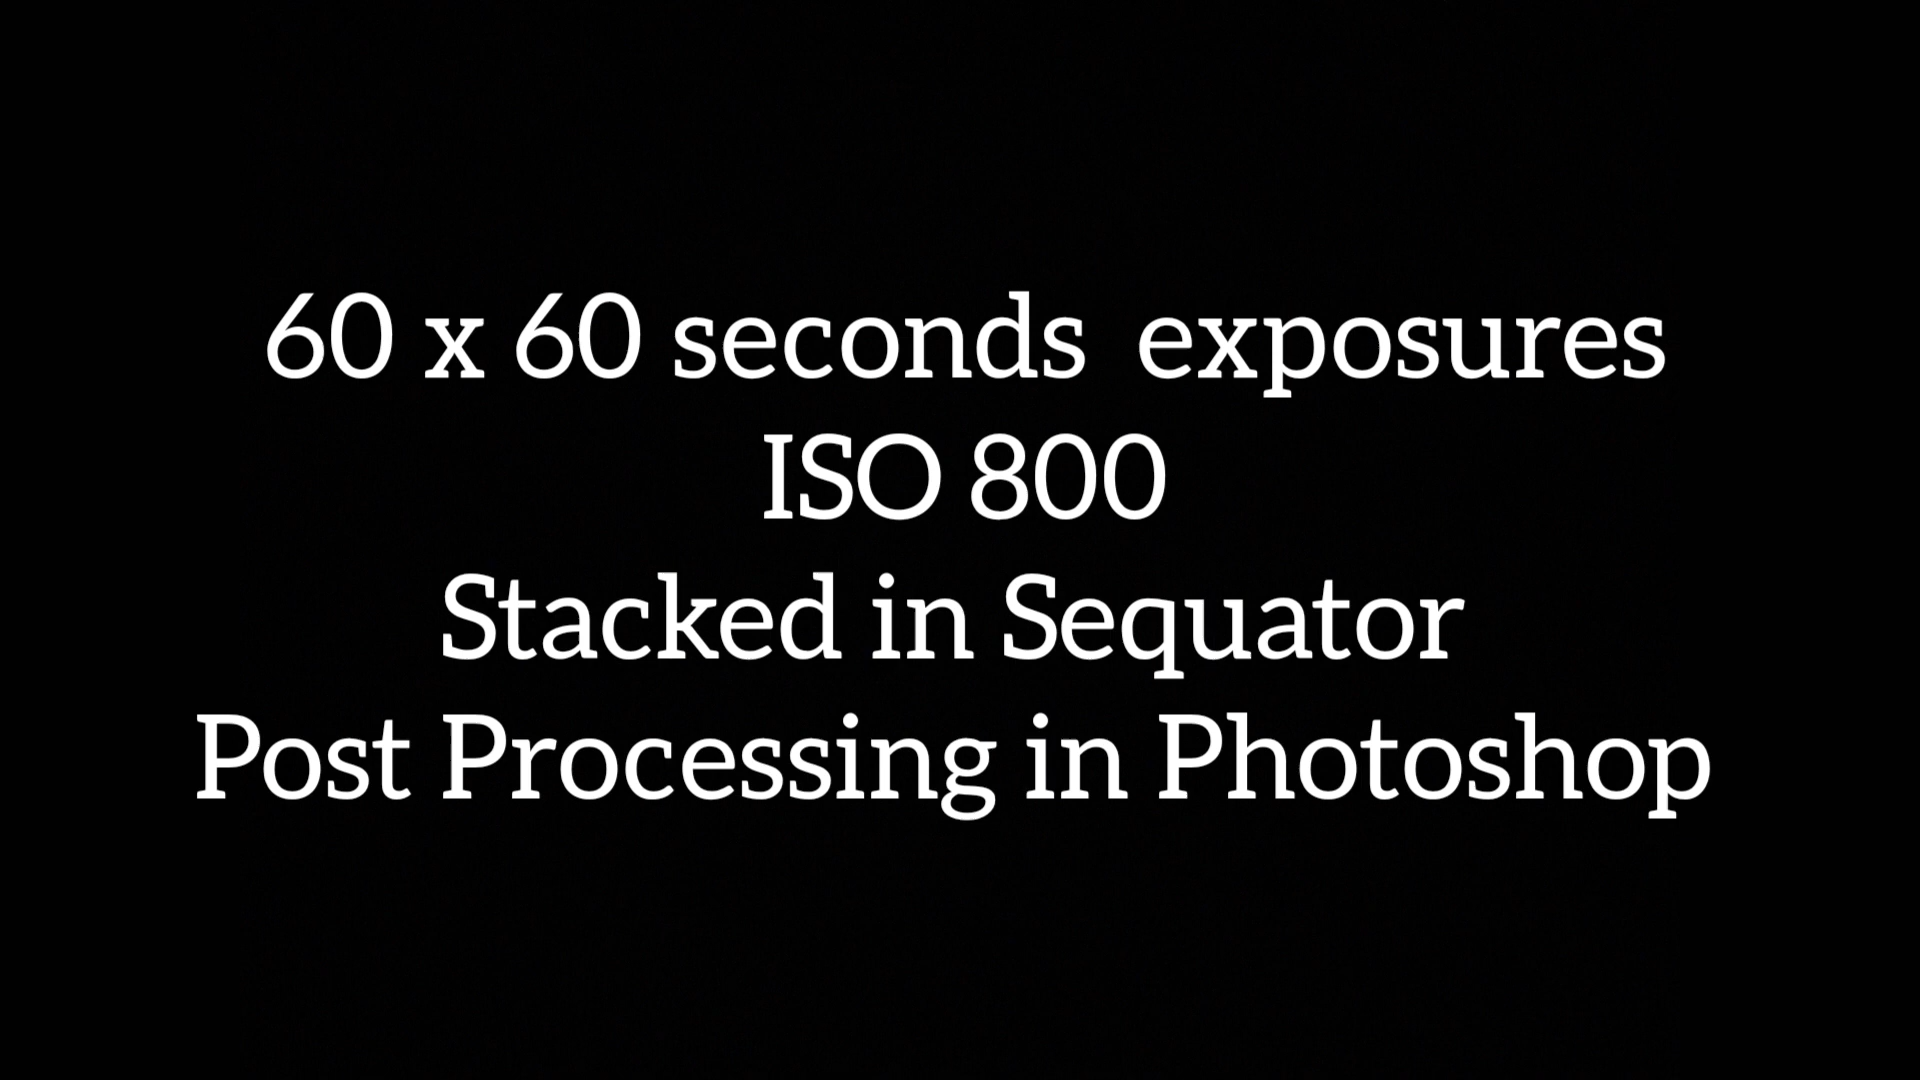 60 x 60 seconds  exposures
ISO 800
Stacked in Sequator
Post Processing in Photoshop